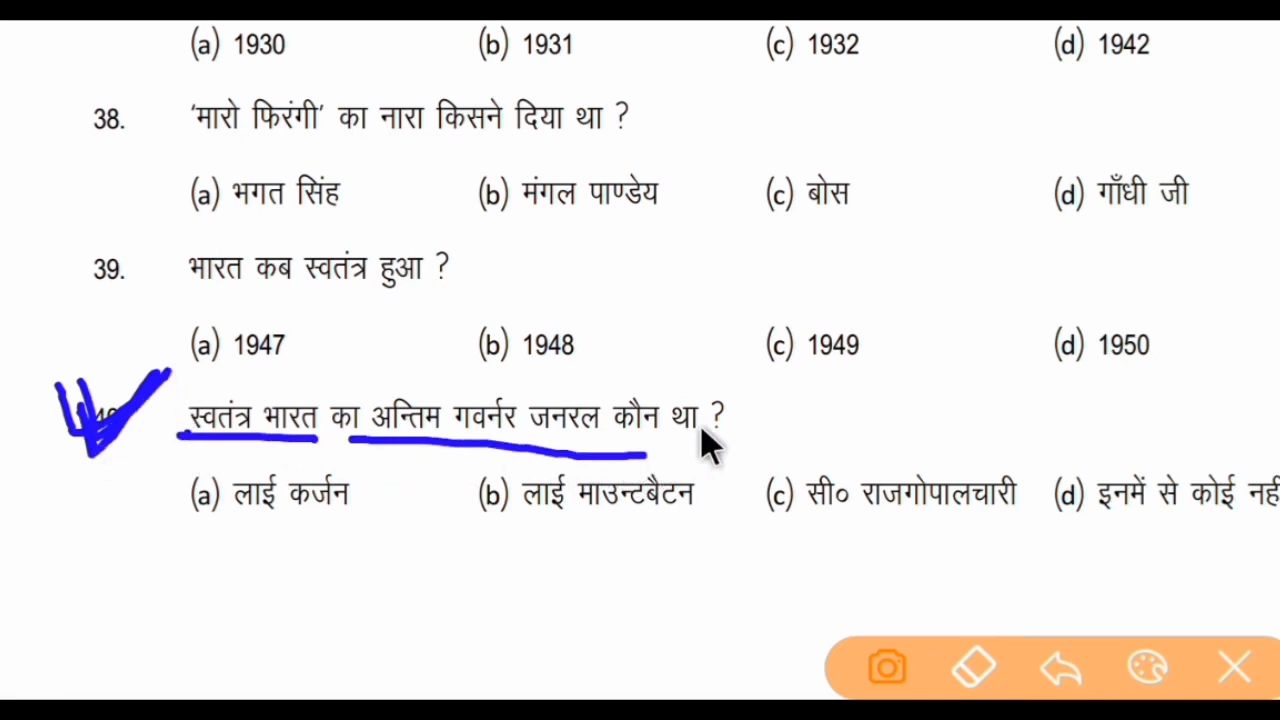 (a) 1930 (b) 1931 (c) 1932 (d) 1942
38. 'मारो फिरंगी' का नारा किसने दिया था ?
(a) भगत सिंह (b) मंगल पाण्डेय (c) बोस (d) गाँधी जी
39. भारत कब स्वतंत्र हुआ ?
(a) 1947 (b) 1948 (c) 1949 (d) 1950
स्वतंत्र भारत का अन्तिम गवर्नर जनरल कौन था ?
(a) लाई कर्जन (b) लाई माउन्टबैटन (c) सी० राजगोपालचारी (d) इनमें से कोई